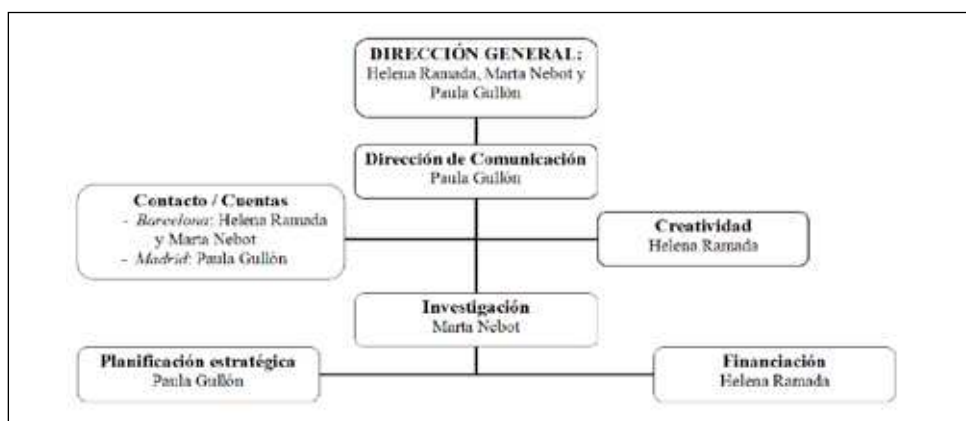 DIRECCIÓN GENERAL:
Helena Ramada, Marta Nebot y
Paula Gullón
Dirección de Comunicación
Paula Gullón
Contacto / Cuentas
- Barcelona: Helena Ramada
y Marta Nebot
- Madrid: Paula Gullón
Creatividad
Helena Ramada
Investigación
Marta Nebot
Planificación estratégica
Paula Gullón
Financiación
Helena Ramada